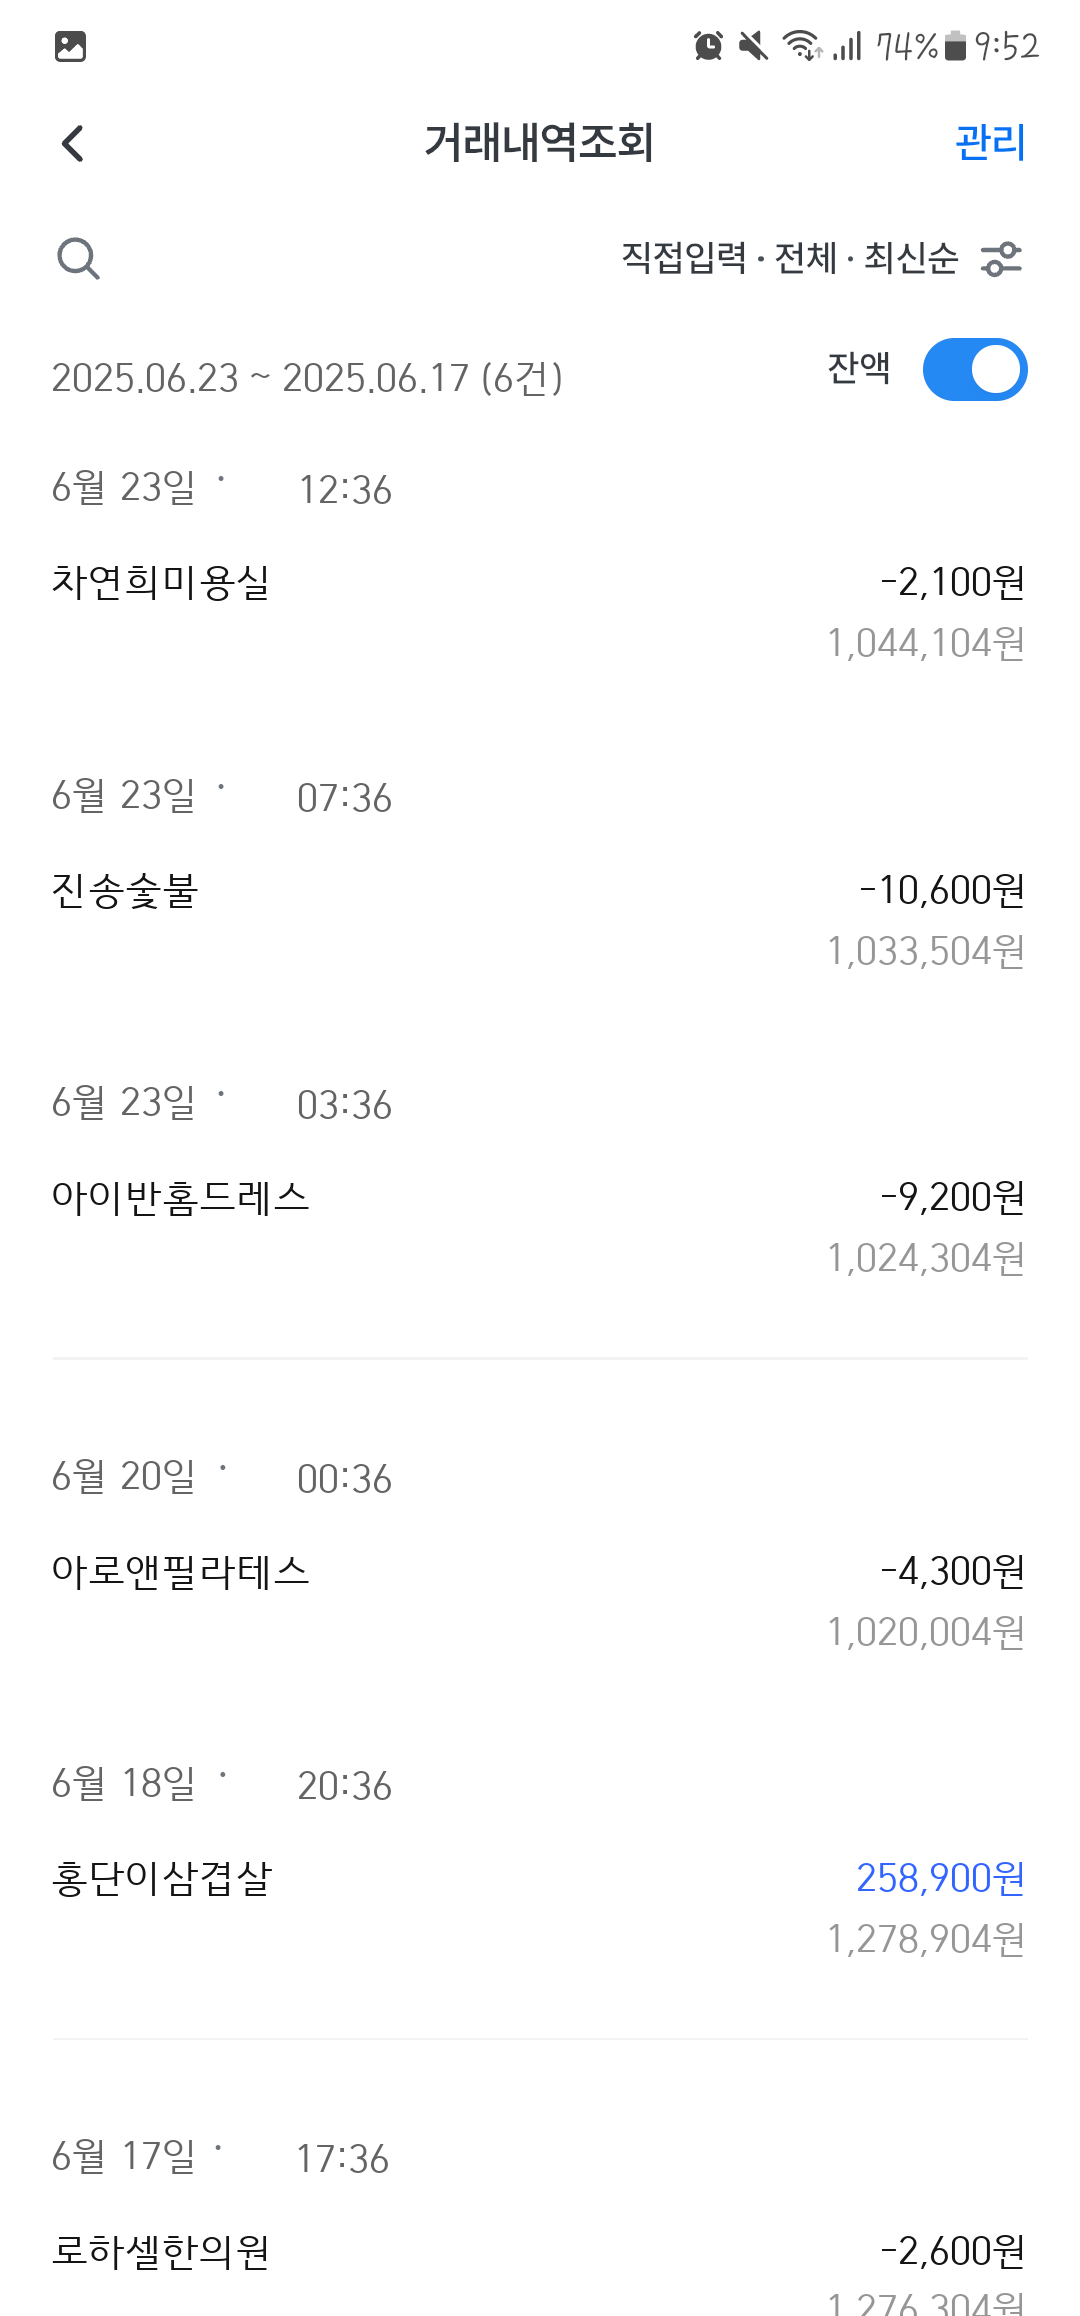 74% 9:52
거래내역조회 관리
직접입력 · 전체 · 최신순
2025.06.23 ~ 2025.06.17 (6건) 잔액
6월 23일 · 12:36
차연희미용실 -2,100원
1,044,104원
6월 23일 · 07:36
진송숯불 -10,600원
1,033,504원
6월 23일 · 03:36
아이반홈드레스 -9,200원
1,024,304원
6월 20일 · 00:36
아로앤필라테스 -4,300원
1,020,004원
6월 18일 · 20:36
홍단이삼겹살 258,900원
1,278,904원
6월 17일 · 17:36
로하셀한의원 -2,600원
1,276,304원